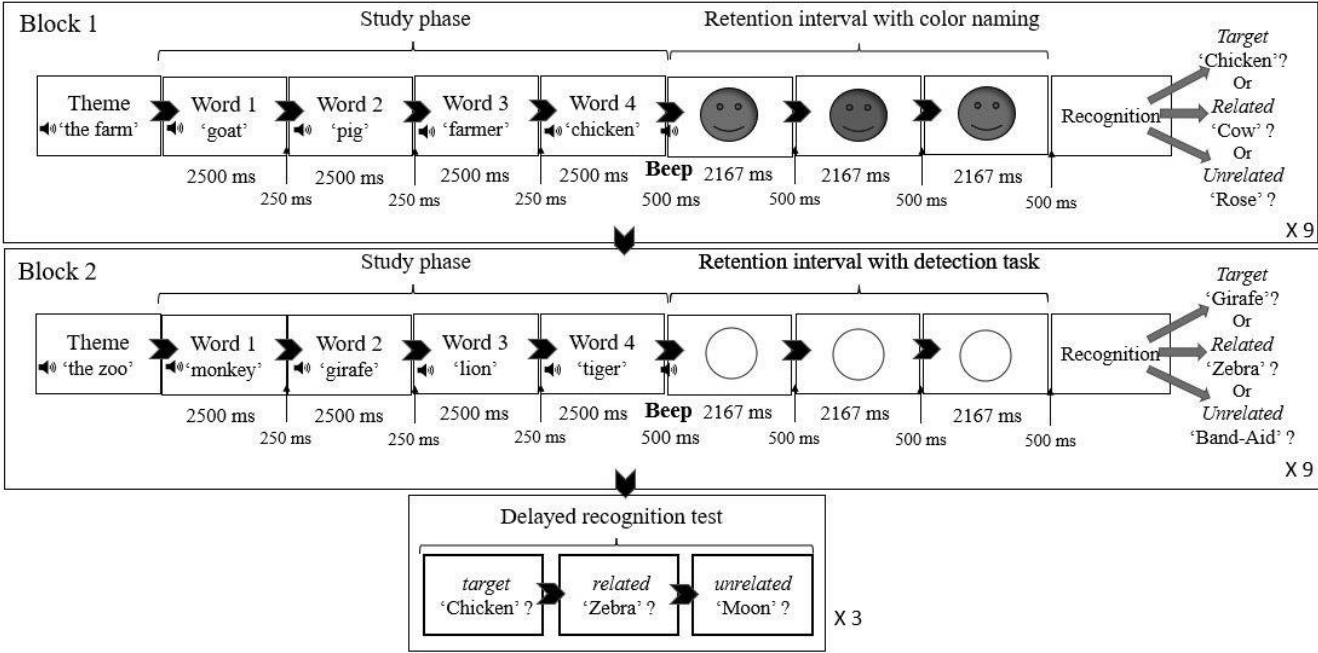 Block 1
Study phase
Retention interval with color naming
Theme
'the farm'
Word 1
'goat'
Word 2
'pig'
Word 3
'farmer'
Word 4
'chicken'
Recognition
Target
'Chicken'?
Or
Related
'Cow' ?
Or
Unrelated
'Rose' ?
2500 ms 2500 ms 2500 ms 2500 ms Beep 2167 ms 2167 ms 2167 ms
250 ms 250 ms 250 ms 500 ms 500 ms 500 ms 500 ms
X 9
Block 2
Study phase
Retention interval with detection task
Theme
'the zoo'
Word 1
'monkey'
Word 2
'girafe'
Word 3
'lion'
Word 4
'tiger'
Recognition
Target
'Girafe'?
Or
Related
'Zebra' ?
Or
Unrelated
'Band-Aid' ?
2500 ms 2500 ms 2500 ms 2500 ms Beep 2167 ms 2167 ms 2167 ms
250 ms 250 ms 250 ms 500 ms 500 ms 500 ms 500 ms
X 9
Delayed recognition test
target
'Chicken' ?
related
'Zebra' ?
unrelated
'Moon' ?
X 3